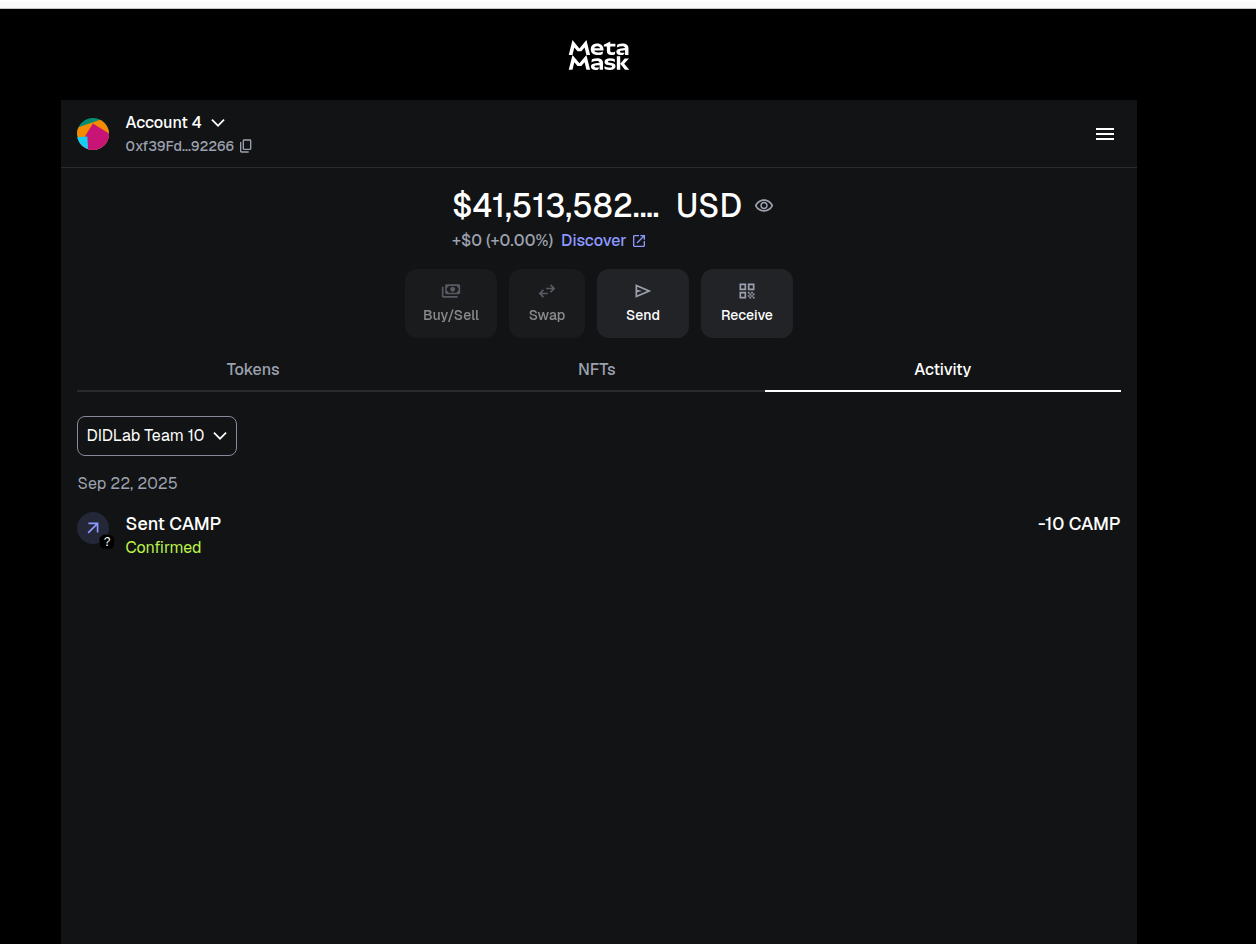 Meta
Mask
Account 4
0xf39Fd...92266
$41,513,582.... USD
+$0 (+0.00%) Discover
Buy/Sell
Swap
Send
Receive
Tokens
NFTs
Activity
DIDLab Team 10
Sep 22, 2025
Sent CAMP
-10 CAMP
?
Confirmed